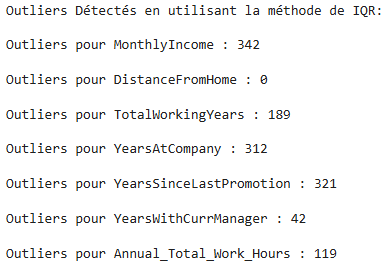 Outliers Détectés en utilisant la méthode de IQR:
Outliers pour MonthlyIncome : 342
Outliers pour DistanceFromHome : 0
Outliers pour TotalWorkingYears : 189
Outliers pour YearsAtCompany : 312
Outliers pour YearsSinceLastPromotion : 321
Outliers pour YearsWithCurrManager : 42
Outliers pour Annual_Total_Work_Hours : 119